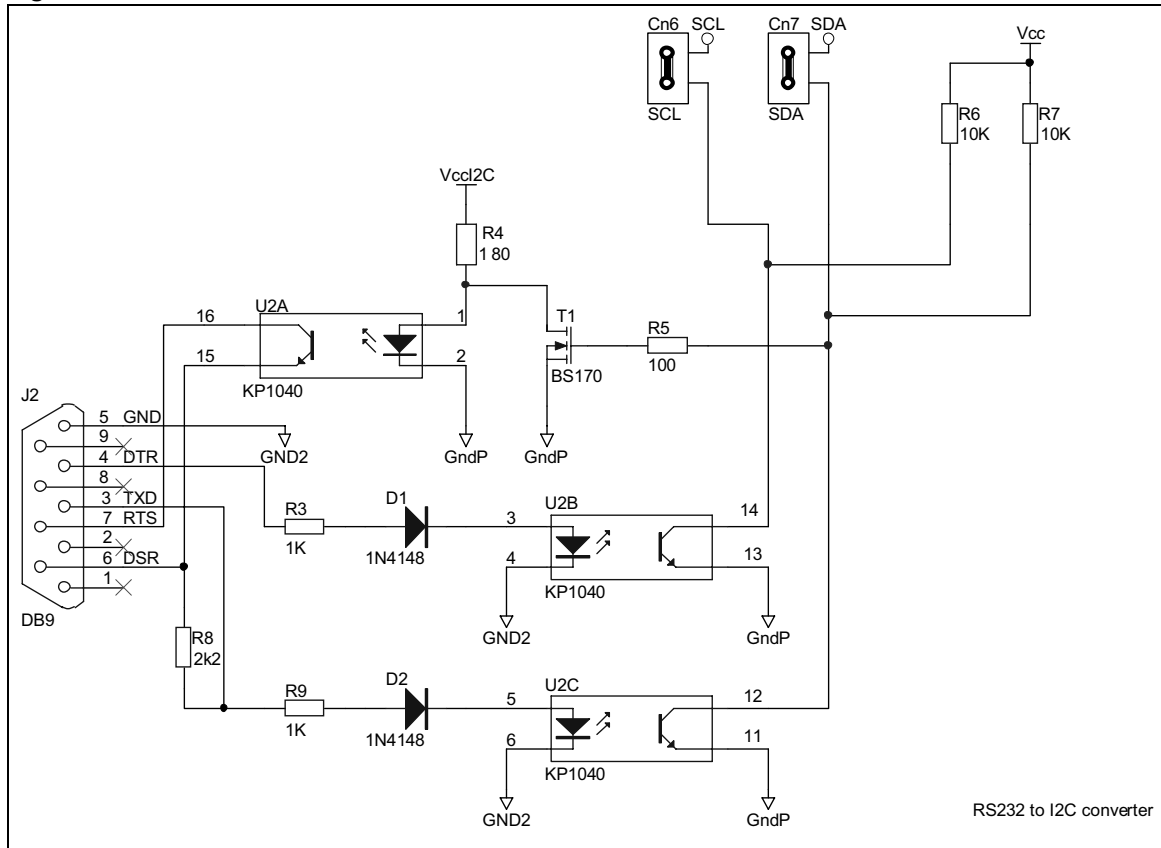 Cn6 SCL
SCL
Cn7 SDA
SDA
Vcc
R6
10K
R7
10K
VccI2C
R4
1 80
U2A
16
15
1
2
KP1040
T1
BS170
R5
100
GndP
GndP
J2
5 GND
9
4 DTR
8
3 TXD
7 RTS
2
6 DSR
1
DB9
GND2
R3
1K
D1
1N4148
U2B
3
4
14
13
KP1040
GND2
GndP
R8
2k2
R9
1K
D2
1N4148
U2C
5
6
12
11
KP1040
GND2
GndP
RS232 to I2C converter